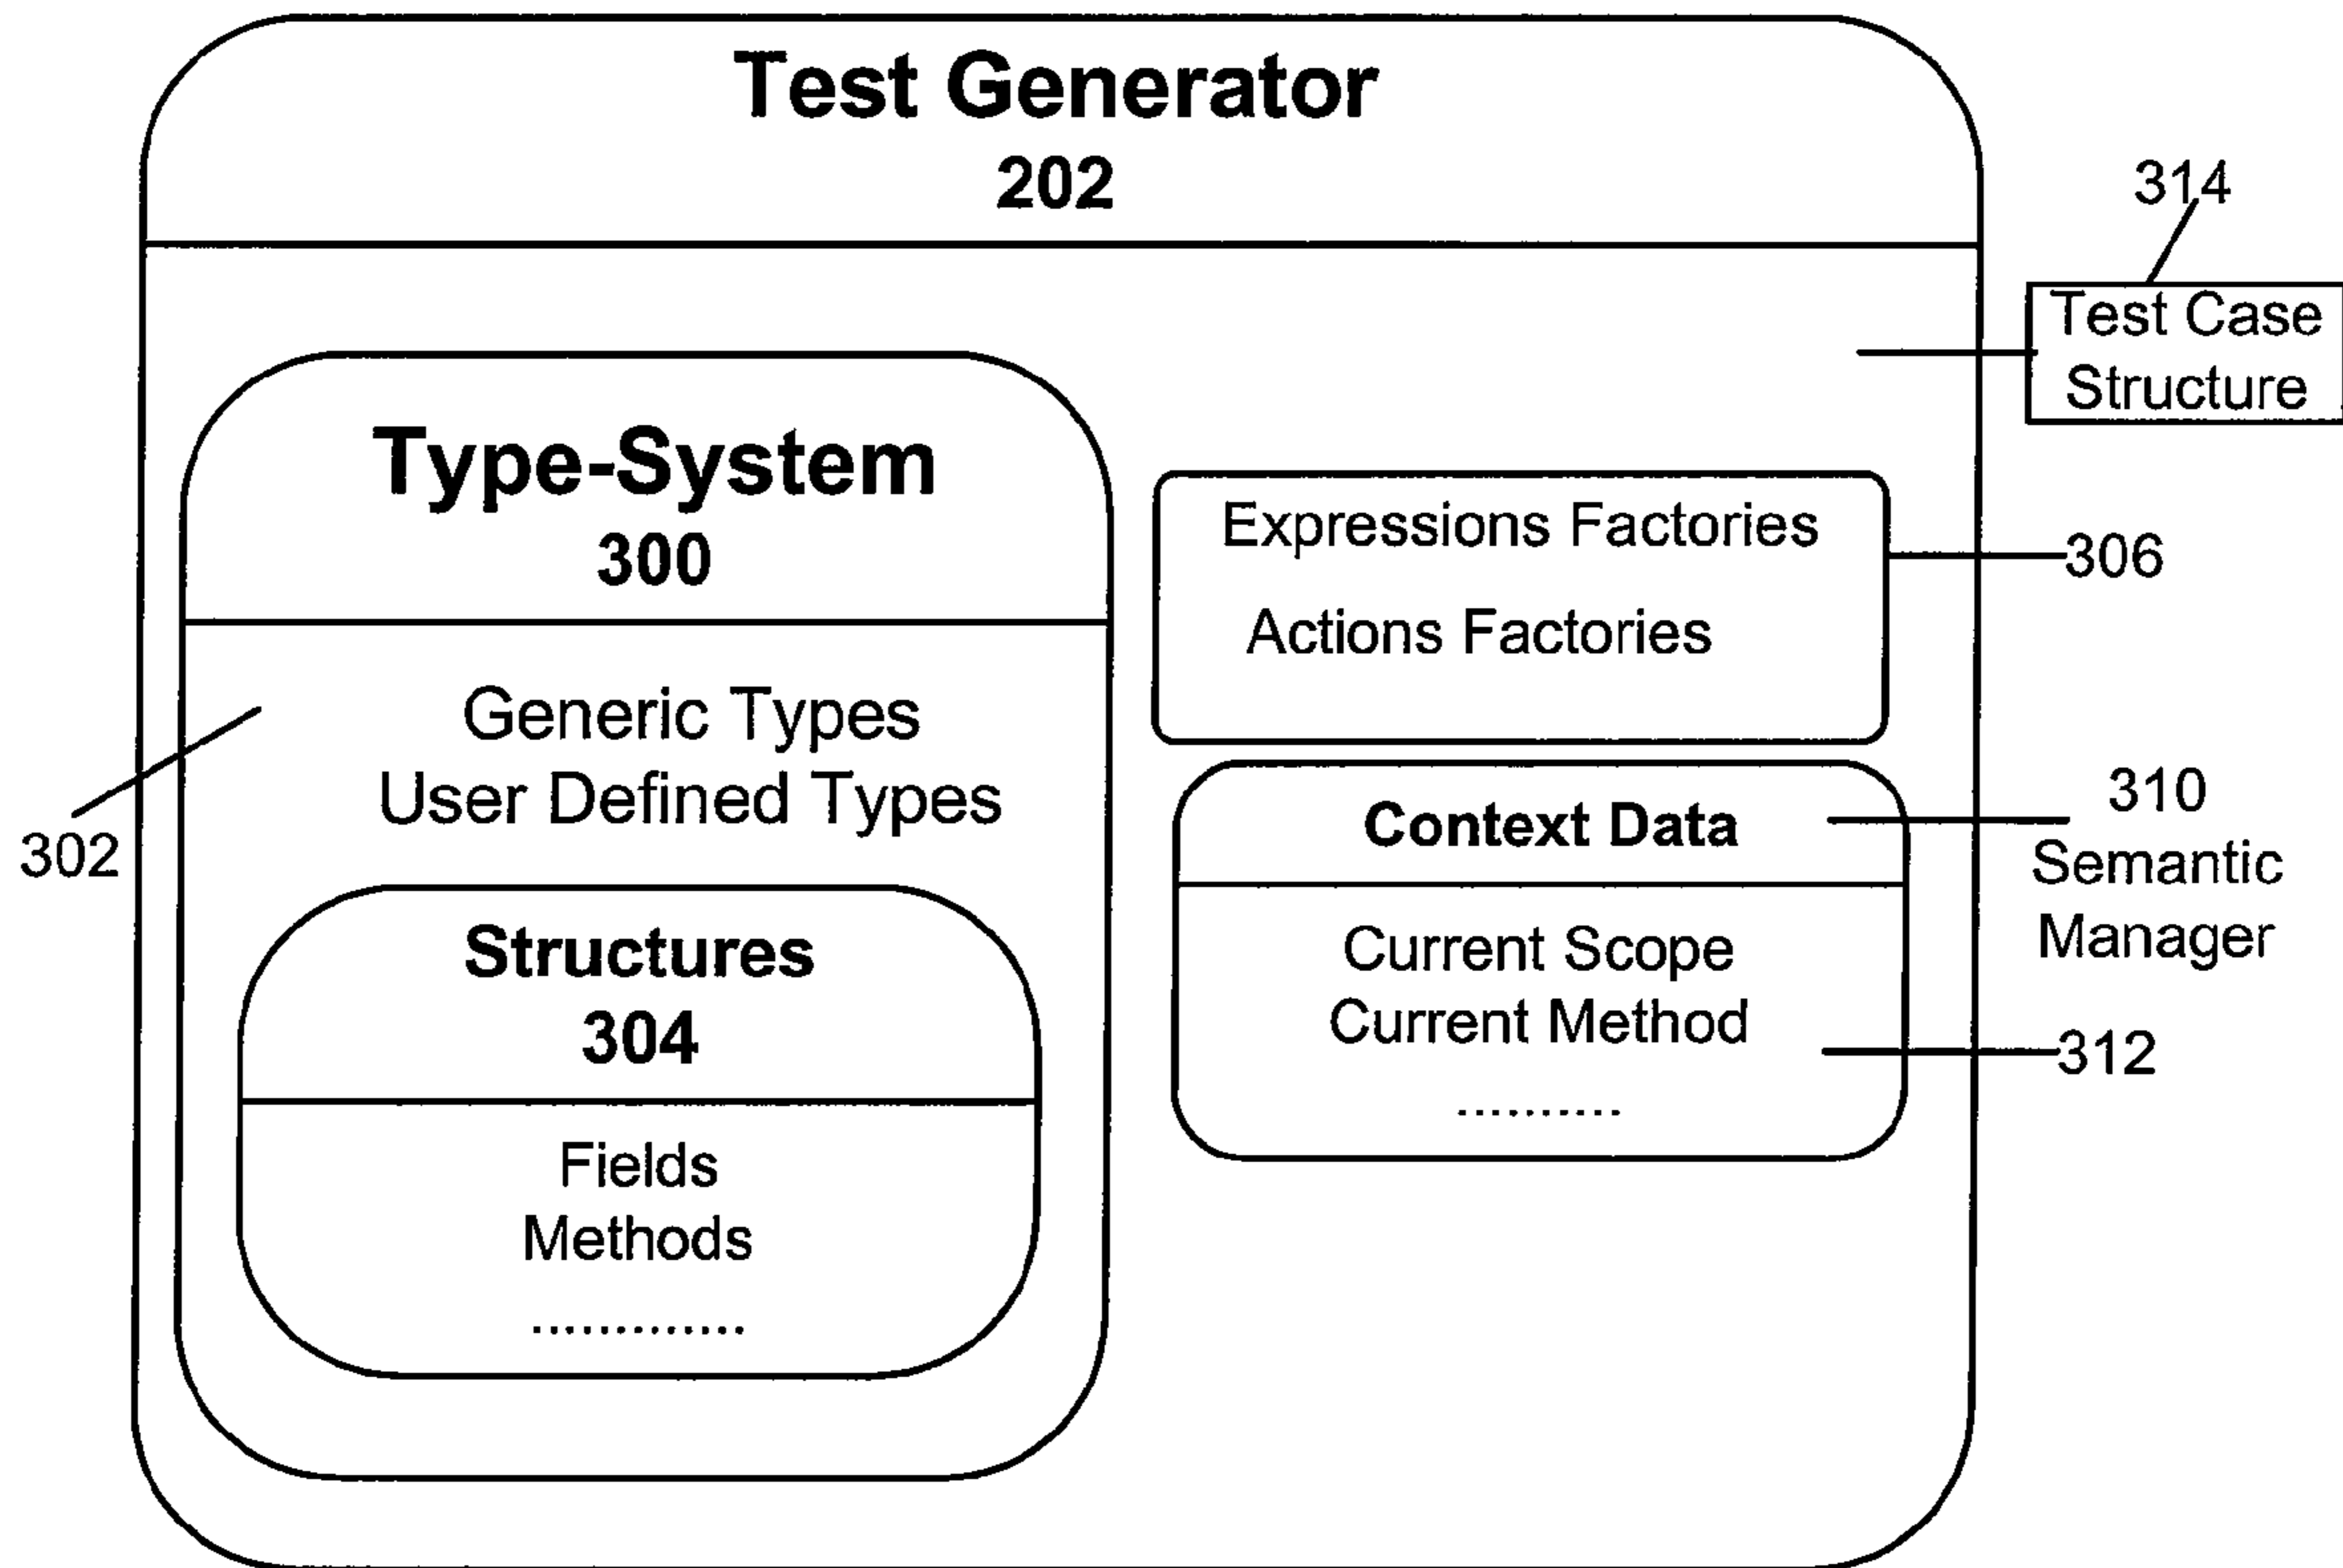 Test Generator
202
314
Test Case
Structure
Type-System
300
Expressions Factories
306
Actions Factories
Generic Types
User Defined Types
302
310
Semantic
Manager
Context Data
Current Scope
Current Method
312
..........
Structures
304
Fields
Methods
.............